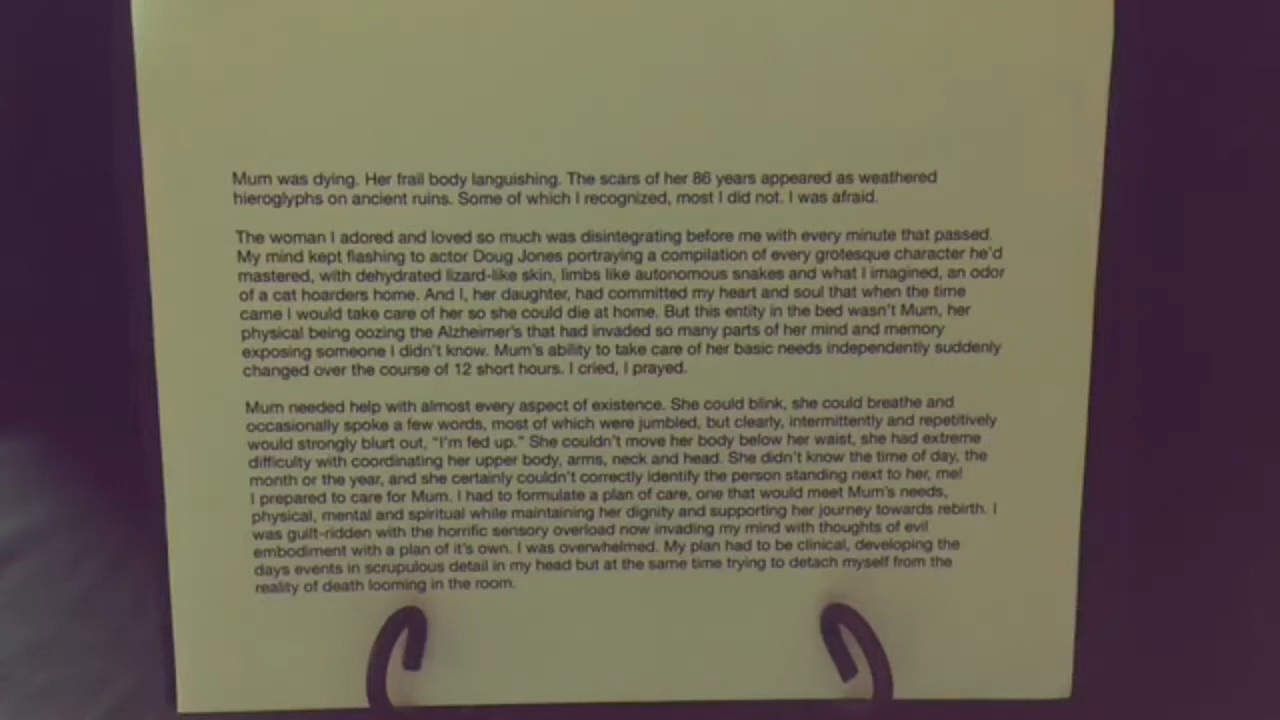 Mum was dying. Her frail body languishing. The scars of her 86 years appeared as weathered
hieroglyphs on ancient ruins. Some of which I recognized, most I did not. I was afraid.
The woman I adored and loved so much was disintegrating before me with every minute that passed.
My mind kept flashing to actor Doug Jones portraying a compilation of every grotesque character he'd
mastered, with dehydrated lizard-like skin, limbs like autonomous snakes and what I imagined, an odor
of a cat hoarders home. And I, her daughter, had committed my heart and soul that when the time
came I would take care of her so she could die at home. But this entity in the bed wasn't Mum, her
physical being oozing the Alzheimer's that had invaded so many parts of her mind and memory
exposing someone I didn't know. Mum's ability to take care of her basic needs independently suddenly
changed over the course of 12 short hours. I cried, I prayed.
Mum needed help with almost every aspect of existence. She could blink, she could breathe and
occasionally spoke a few words, most of which were jumbled, but clearly, intermittently and repetitively
would strongly blurt out, "I'm fed up." She couldn't move her body below her waist, she had extreme
difficulty with coordinating her upper body, arms, neck and head. She didn't know the time of day, the
month or the year, and she certainly couldn't correctly identify the person standing next to her, me!
I prepared to care for Mum. I had to formulate a plan of care, one that would meet Mum's needs,
physical, mental and spiritual while maintaining her dignity and supporting her journey towards rebirth. I
was guilt-ridden with the horrific sensory overload now invading my mind with thoughts of evil
embodiment with a plan of it's own. I was overwhelmed. My plan had to be clinical, developing the
days events in scrupulous detail in my head but at the same time trying to detach myself from the
reality of death looming in the room.